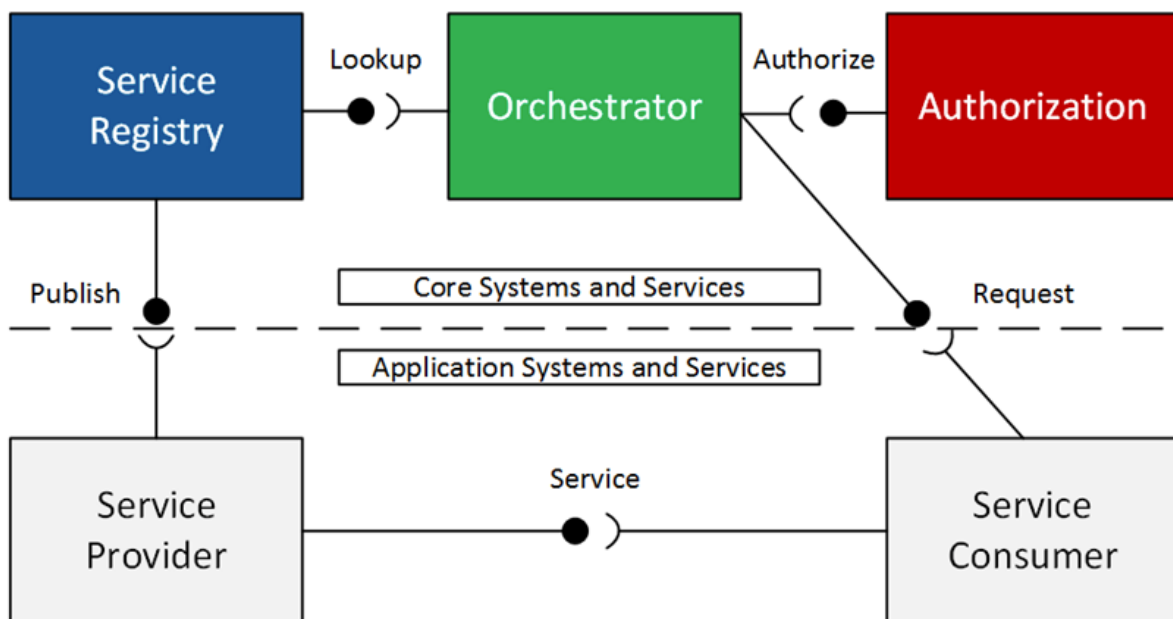 Service
Registry
Lookup
Orchestrator
Authorize
Authorization
Publish
Core Systems and Services
Request
Application Systems and Services
Service
Provider
Service
Service
Consumer